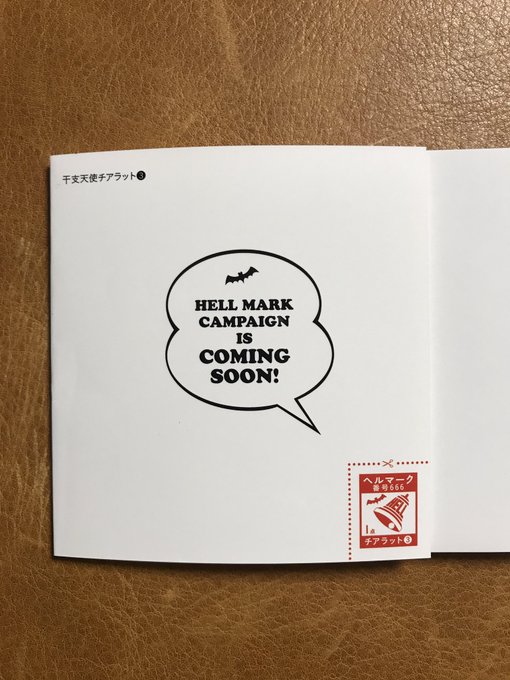 干支天使チアラット❸
HELL MARK
CAMPAIGN
IS
COMING
SOON!
ヘルマーク
番号666
1点
チアラット❸